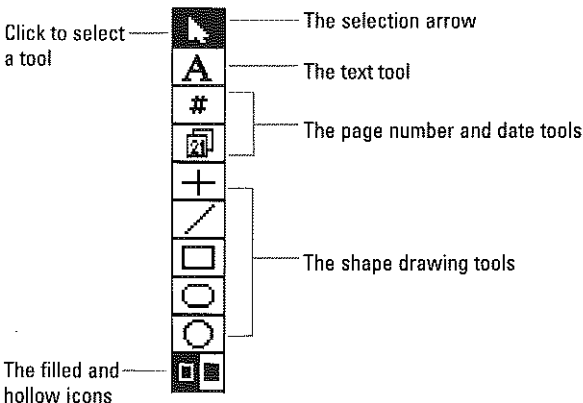 Click to select
a tool
The selection arrow
A
The text tool
#
21
The page number and date tools
The shape drawing tools
The filled and
hollow icons